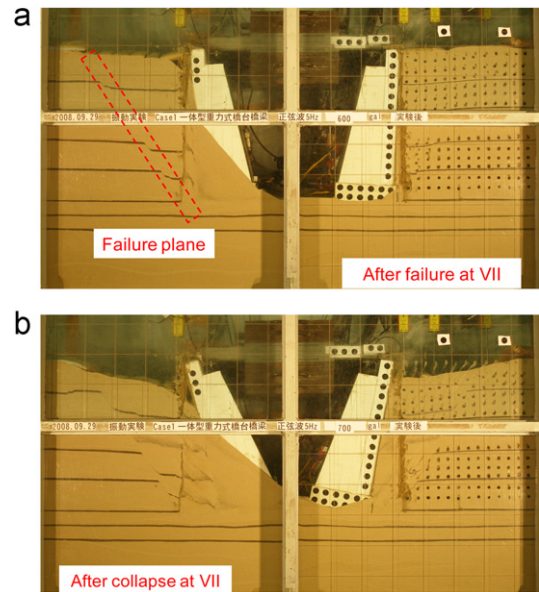 a
2008.09.29 振動実験 Case1 一体型重力式橋台橋梁 正弦波5Hz 600 gal 実験後
Failure plane
After failure at VII
b
2008.09.29 振動実験 Case1 一体型重力式橋台橋梁 正弦波5Hz 700 gal 実験後
After collapse at VII